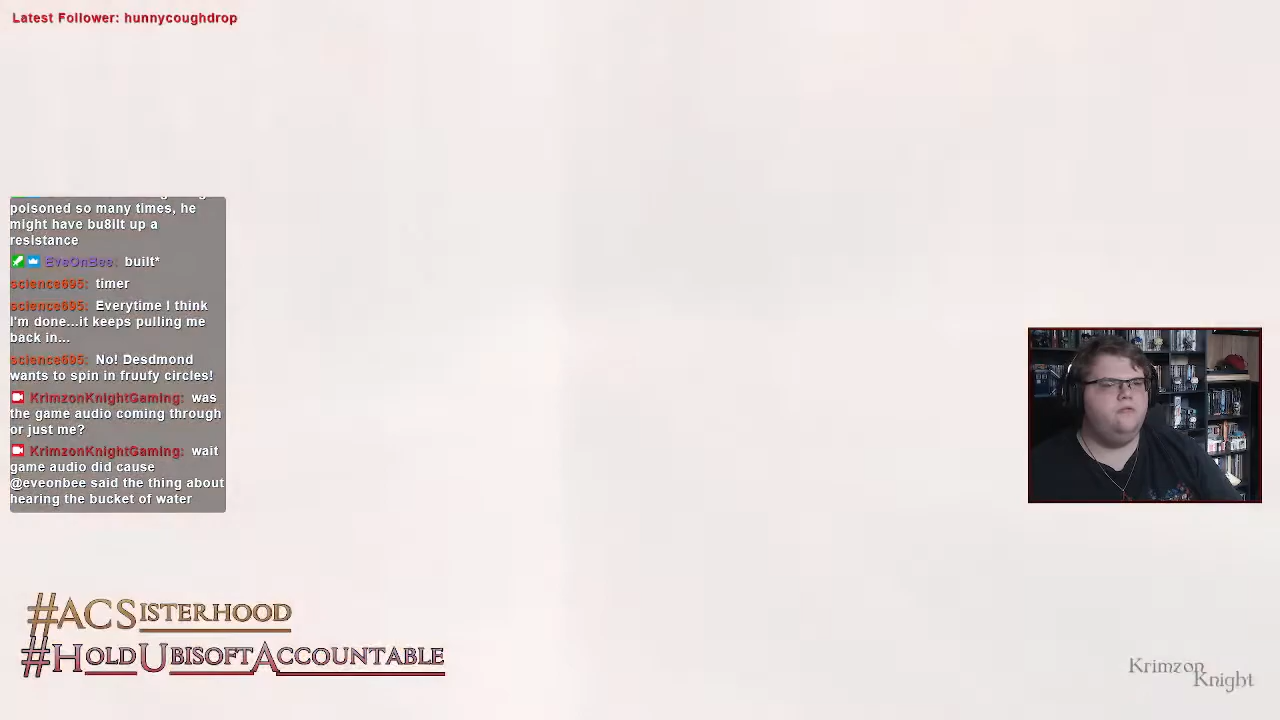 Latest Follower: hunnycoughdrop
poisoned so many times, he
might have bu8ilt up a
resistance
EveOnBee: built*
science695: timer
science695: Everytime I think
I'm done...it keeps pulling me
back in...
science695: No! Desdmond
wants to spin in fruufy circles!
KrimzonKnightGaming: was
the game audio coming through
or just me?
KrimzonKnightGaming: wait
game audio did cause
@eveonbee said the thing about
hearing the bucket of water
#ACSisterhood
#HoldUbisoftAccountable
Krimzon
Knight